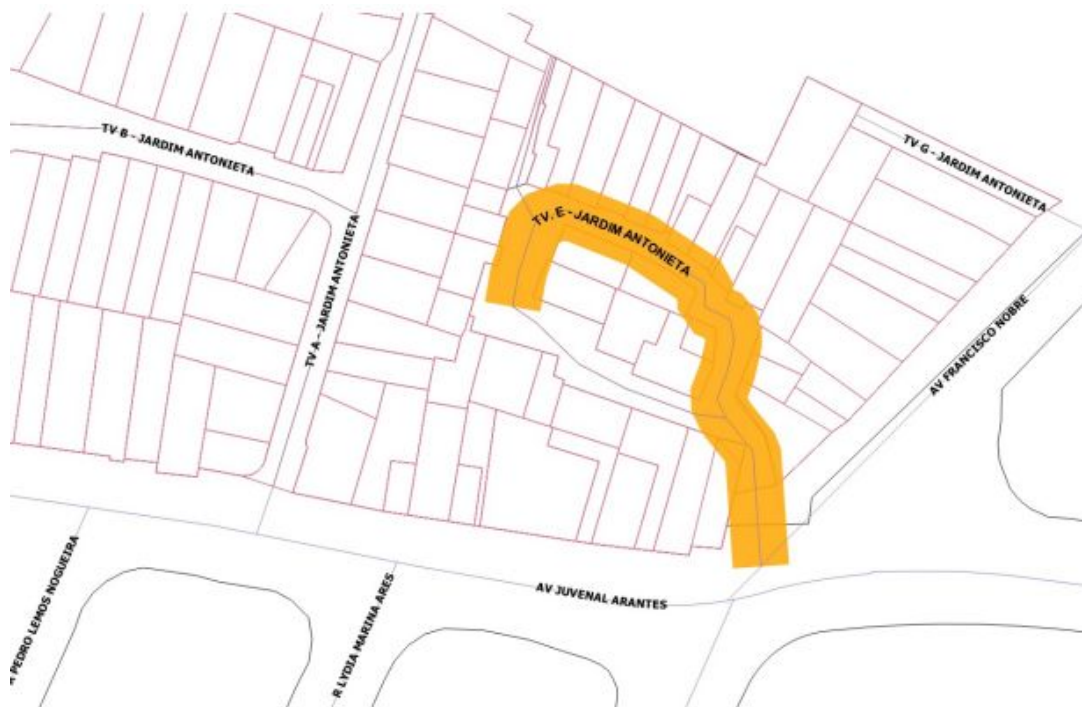 TV B - JARDIM ANTONIETA
TV G - JARDIM ANTONIETA
TV. E - JARDIM ANTONIETA
TV A - JARDIM ANTONIETA
AV FRANCISCO NOBRE
PEDRO LEMOS NOGUEIRA
R LYDIA MARINA ARES
AV JUVENAL ARANTES